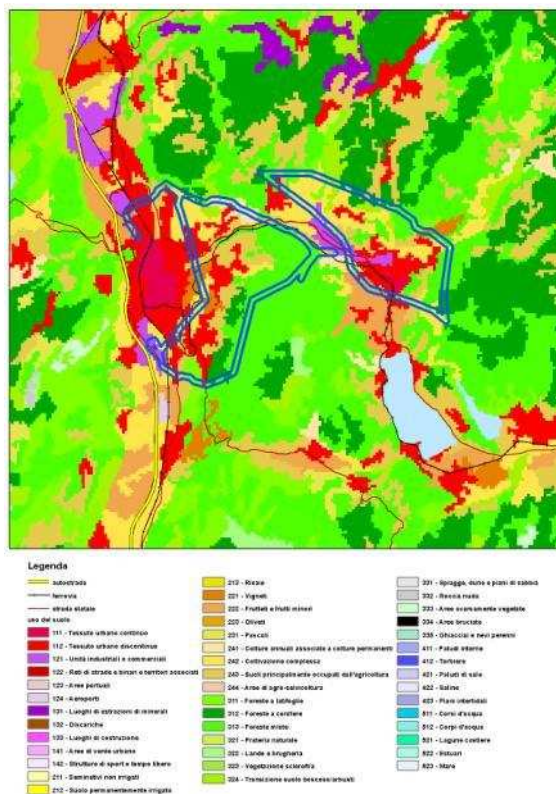 Legenda
autostrada
ferrovia
strada statale
uso del suolo
111 - Tessuto urbano continuo
112 - Tessuto urbano discontinuo
121 - Unità industriali e commerciali
122 - Reti di strade e binari e territori associati
123 - Aree portuali
124 - Aeroporti
131 - Luoghi di estrazioni di minerali
132 - Discariche
133 - Luoghi di costruzione
141 - Aree di verde urbano
142 - Strutture di sport e tempo libero
211 - Seminativi non irrigati
212 - Suolo permanentemente irrigato
213 - Risaie
221 - Vigneti
222 - Frutteti e frutti minori
223 - Oliveti
231 - Pascoli
241 - Colture annuali associate a colture permanenti
242 - Coltivazione complessa
243 - Suoli principalmente occupati dall'agricoltura
244 - Aree di agro-selvicoltura
311 - Foreste a latifoglie
312 - Foreste a conifere
313 - Foreste miste
321 - Praterie naturali
322 - Lande e brughiere
323 - Vegetazione sclerofila
324 - Transizione suolo boscoso/arbusti
331 - Spiagge, dune e piani di sabbia
332 - Roccia nuda
333 - Aree scarsamente vegetate
334 - Aree bruciate
335 - Ghiacciai e nevi perenni
411 - Paludi interne
412 - Torbiere
421 - Paludi di sale
422 - Saline
423 - Piani intertidali
511 - Corsi d'acqua
512 - Corpi d'acqua
521 - Lagune costiere
522 - Estuari
523 - Mare